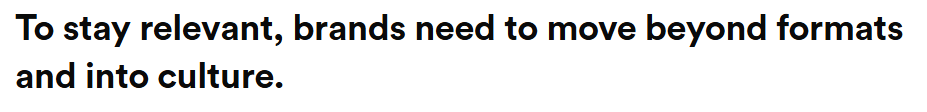 To stay relevant, brands need to move beyond formats
and into culture.